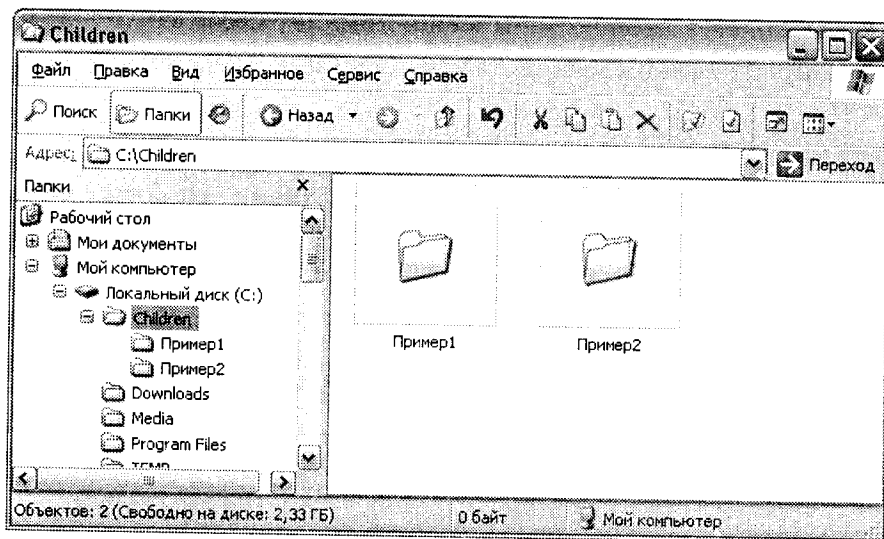 Children
Файл Правка Вид Избранное Сервис Справка
Поиск Папки Назад
Адрес: C:\Children Переход
Папки
Рабочий стол
Мои документы
Мой компьютер
Локальный диск (C:)
Children
Пример1
Пример2
Downloads
Media
Program Files
TEMP
Пример1 Пример2
Объектов: 2 (Свободно на диске: 2,33 ГБ) 0 байт Мой компьютер